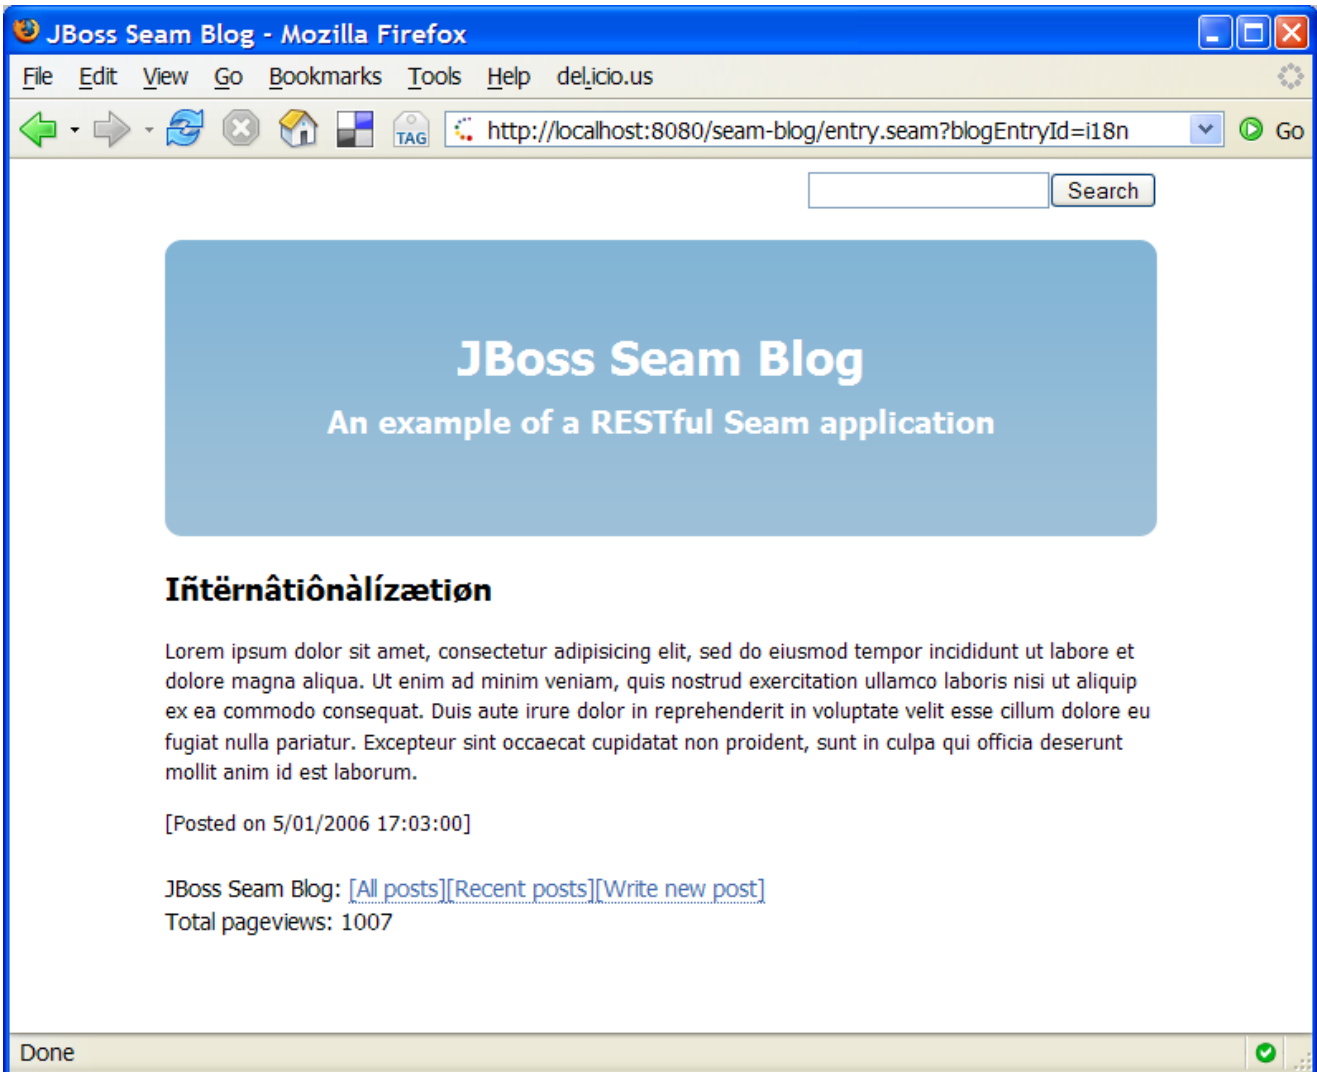 JBoss Seam Blog - Mozilla Firefox
File Edit View Go Bookmarks Tools Help del.icio.us
TAG http://localhost:8080/seam-blog/entry.seam?blogEntryId=i18n Go
Search
JBoss Seam Blog
An example of a RESTful Seam application
Iñtërnâtiônàlízætiøn
Lorem ipsum dolor sit amet, consectetur adipisicing elit, sed do eiusmod tempor incididunt ut labore et
dolore magna aliqua. Ut enim ad minim veniam, quis nostrud exercitation ullamco laboris nisi ut aliquip
ex ea commodo consequat. Duis aute irure dolor in reprehenderit in voluptate velit esse cillum dolore eu
fugiat nulla pariatur. Excepteur sint occaecat cupidatat non proident, sunt in culpa qui officia deserunt
mollit anim id est laborum.
[Posted on 5/01/2006 17:03:00]
JBoss Seam Blog: [All posts][Recent posts][Write new post]
Total pageviews: 1007
Done